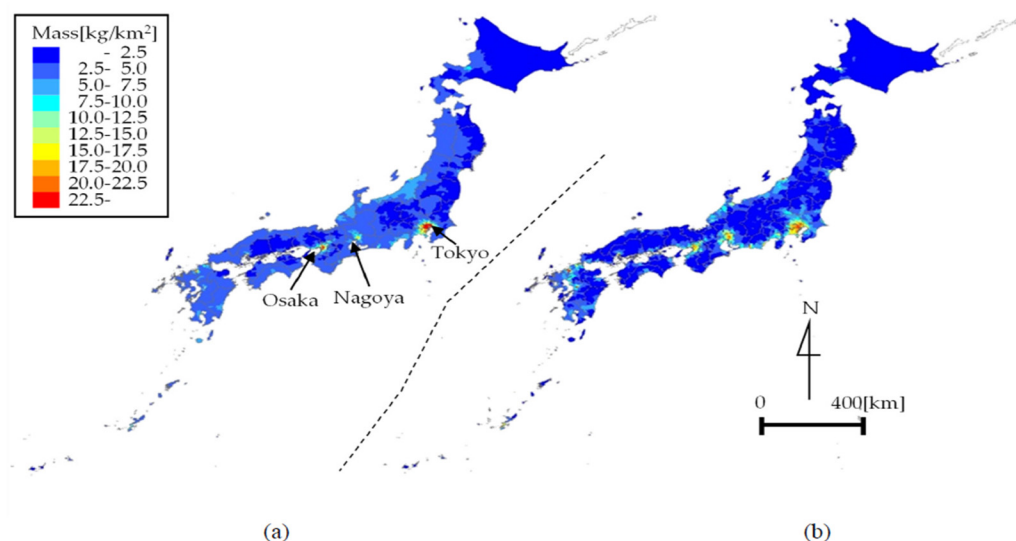 Mass[kg/km²]
- 2.5
2.5- 5.0
5.0- 7.5
7.5-10.0
10.0-12.5
12.5-15.0
15.0-17.5
17.5-20.0
20.0-22.5
22.5-
Tokyo
Osaka
Nagoya
N
0 400[km]
(a) (b)